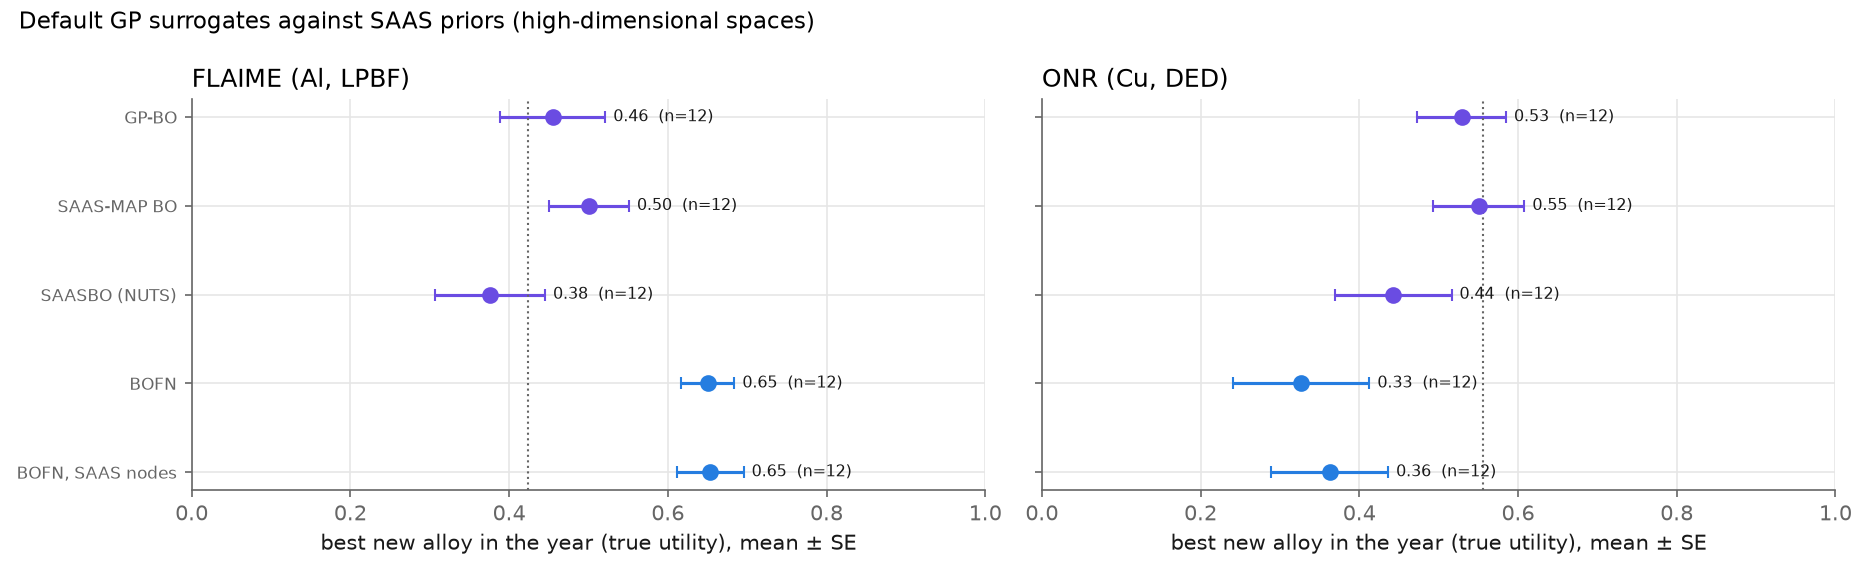 Default GP surrogates against SAAS priors (high-dimensional spaces)
FLAIME (Al, LPBF)
GP-BO
0.46 (n=12)
SAAS-MAP BO
0.50 (n=12)
SAASBO (NUTS)
0.38 (n=12)
BOFN
0.65 (n=12)
BOFN, SAAS nodes
0.65 (n=12)
0.0 0.2 0.4 0.6 0.8 1.0
best new alloy in the year (true utility), mean ± SE
ONR (Cu, DED)
0.53 (n=12)
0.55 (n=12)
0.44 (n=12)
0.33 (n=12)
0.36 (n=12)
0.0 0.2 0.4 0.6 0.8 1.0
best new alloy in the year (true utility), mean ± SE